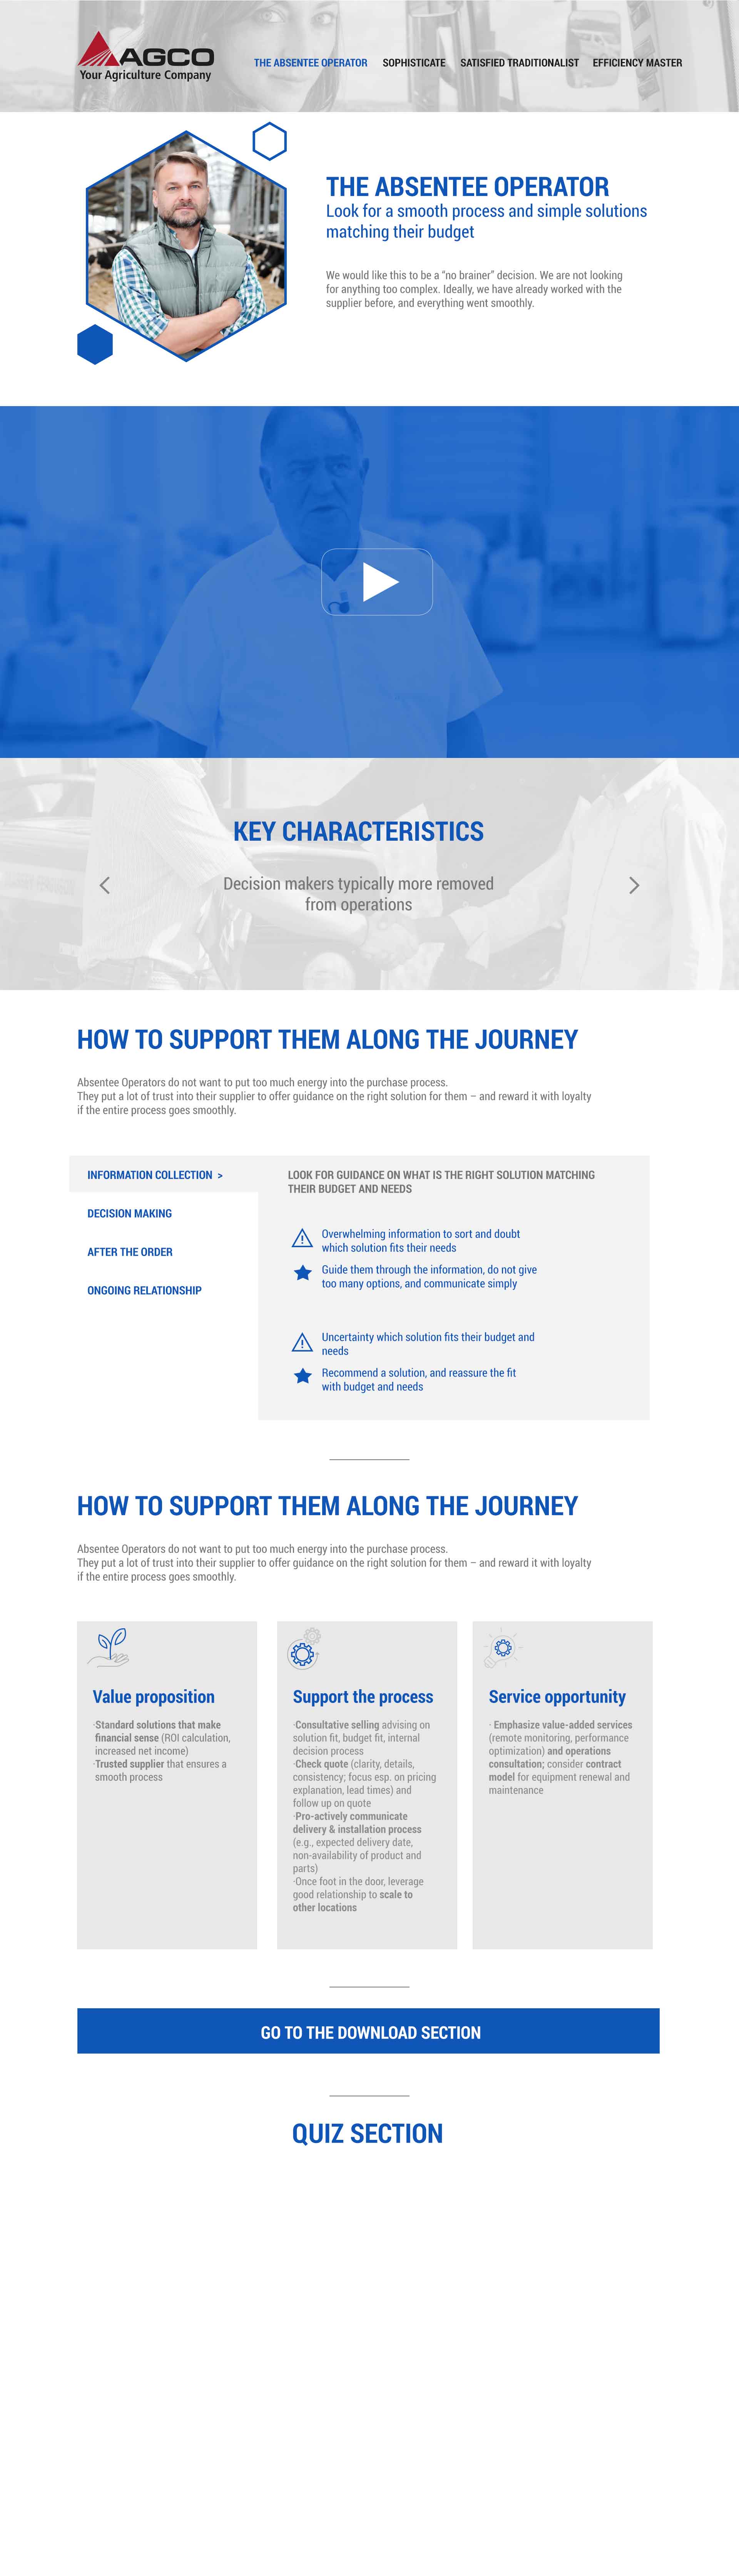 AGCO
Your Agriculture Company
THE ABSENTEE OPERATOR
SOPHISTICATE
SATISFIED TRADITIONALIST
EFFICIENCY MASTER
THE ABSENTEE OPERATOR
Look for a smooth process and simple solutions
matching their budget
We would like this to be a “no brainer” decision. We are not looking
for anything too complex. Ideally, we have already worked with the
supplier before, and everything went smoothly.
KEY CHARACTERISTICS
Decision makers typically more removed
from operations
HOW TO SUPPORT THEM ALONG THE JOURNEY
Absentee Operators do not want to put too much energy into the purchase process.
They put a lot of trust into their supplier to offer guidance on the right solution for them – and reward it with loyalty
if the entire process goes smoothly.
INFORMATION COLLECTION >
DECISION MAKING
AFTER THE ORDER
ONGOING RELATIONSHIP
LOOK FOR GUIDANCE ON WHAT IS THE RIGHT SOLUTION MATCHING
THEIR BUDGET AND NEEDS
Overwhelming information to sort and doubt
which solution fits their needs
Guide them through the information, do not give
too many options, and communicate simply
Uncertainty which solution fits their budget and
needs
Recommend a solution, and reassure the fit
with budget and needs
HOW TO SUPPORT THEM ALONG THE JOURNEY
Absentee Operators do not want to put too much energy into the purchase process.
They put a lot of trust into their supplier to offer guidance on the right solution for them – and reward it with loyalty
if the entire process goes smoothly.
Value proposition
·Standard solutions that make
financial sense (ROI calculation,
increased net income)
·Trusted supplier that ensures a
smooth process
Support the process
·Consultative selling advising on
solution fit, budget fit, internal
decision process
·Check quote (clarity, details,
consistency; focus esp. on pricing
explanation, lead times) and
follow up on quote
·Pro-actively communicate
delivery & installation process
(e.g., expected delivery date,
non-availability of product and
parts)
·Once foot in the door, leverage
good relationship to scale to
other locations
Service opportunity
· Emphasize value-added services
(remote monitoring, performance
optimization) and operations
consultation; consider contract
model for equipment renewal and
maintenance
GO TO THE DOWNLOAD SECTION
QUIZ SECTION